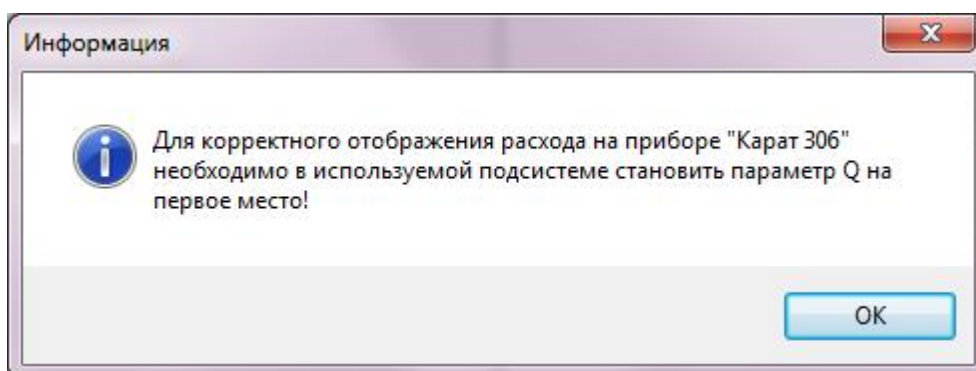 Информация
Для корректного отображения расхода на приборе "Карат 306"
необходимо в используемой подсистеме становить параметр Q на
первое место!
OK